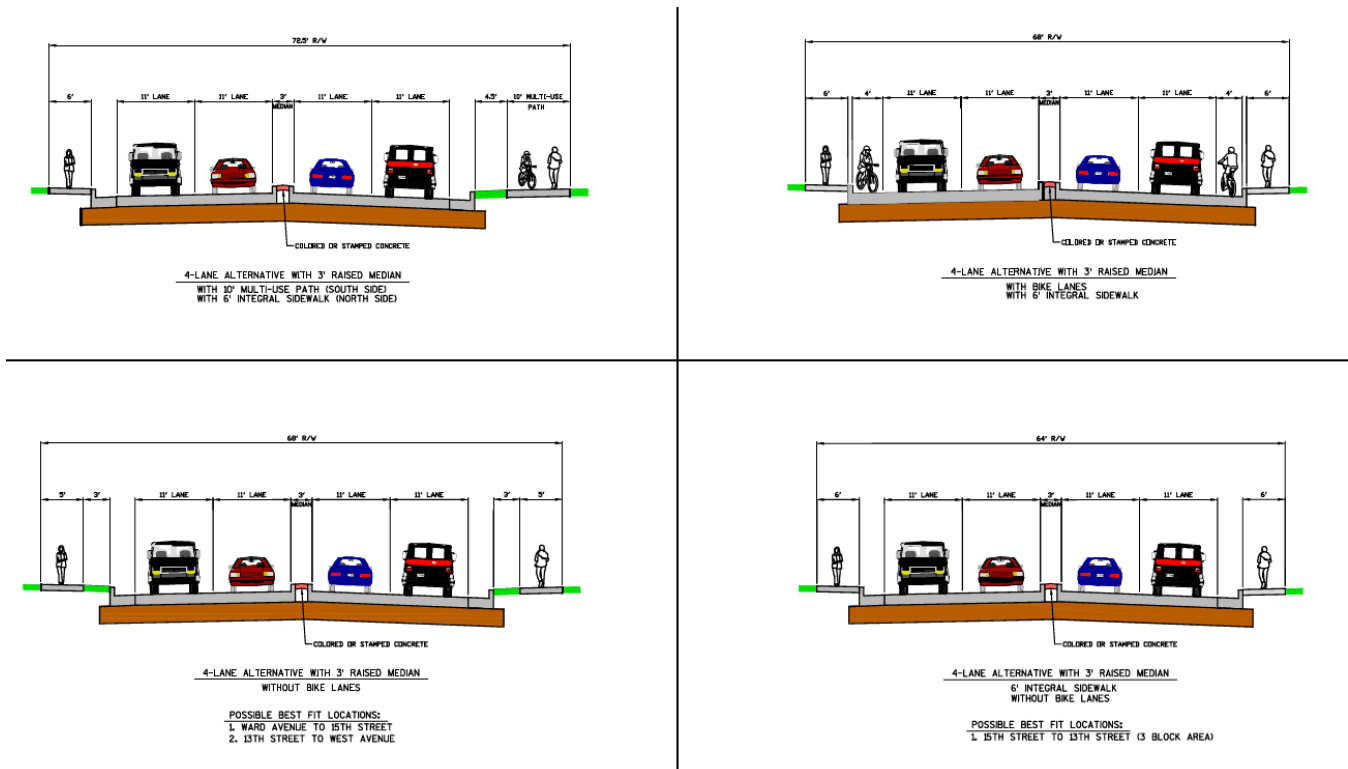 72.5' R/W
6'
11' LANE
11' LANE
3'
MEDIAN
11' LANE
11' LANE
4.5'
10' MULTI-USE
PATH
COLORED OR STAMPED CONCRETE
4-LANE ALTERNATIVE WITH 3' RAISED MEDIAN
WITH 10' MULTI-USE PATH (SOUTH SIDE)
WITH 6' INTEGRAL SIDEWALK (NORTH SIDE)
68' R/W
6'
4'
11' LANE
11' LANE
3'
MEDIAN
11' LANE
11' LANE
4'
6'
COLORED OR STAMPED CONCRETE
4-LANE ALTERNATIVE WITH 3' RAISED MEDIAN
WITH BIKE LANES
WITH 6' INTEGRAL SIDEWALK
68' R/W
5'
3'
11' LANE
11' LANE
3'
MEDIAN
11' LANE
11' LANE
3'
5'
COLORED OR STAMPED CONCRETE
4-LANE ALTERNATIVE WITH 3' RAISED MEDIAN
WITHOUT BIKE LANES
POSSIBLE BEST FIT LOCATIONS:
1. WARD AVENUE TO 15TH STREET
2. 13TH STREET TO WEST AVENUE
64' R/W
6'
11' LANE
11' LANE
3'
MEDIAN
11' LANE
11' LANE
6'
COLORED OR STAMPED CONCRETE
4-LANE ALTERNATIVE WITH 3' RAISED MEDIAN
6' INTEGRAL SIDEWALK
WITHOUT BIKE LANES
POSSIBLE BEST FIT LOCATIONS:
1. 15TH STREET TO 13TH STREET (3 BLOCK AREA)